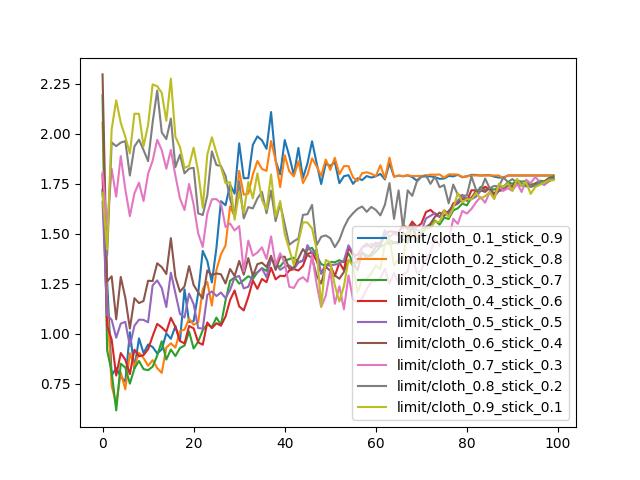 2.25
2.00
1.75
1.50
1.25
1.00
0.75
0 20 40 60 80 100
limit/cloth_0.1_stick_0.9
limit/cloth_0.2_stick_0.8
limit/cloth_0.3_stick_0.7
limit/cloth_0.4_stick_0.6
limit/cloth_0.5_stick_0.5
limit/cloth_0.6_stick_0.4
limit/cloth_0.7_stick_0.3
limit/cloth_0.8_stick_0.2
limit/cloth_0.9_stick_0.1